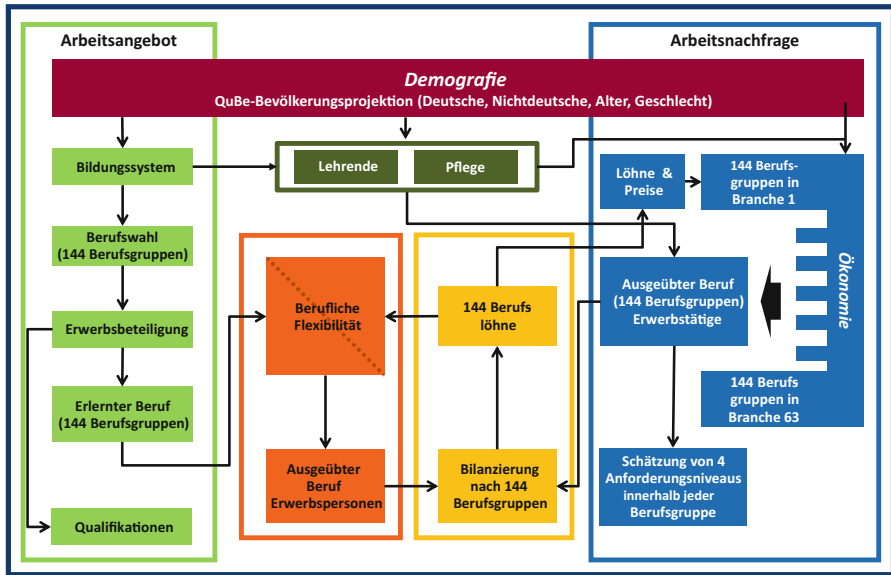 Arbeitsangebot
Arbeitsnachfrage
Demografie
QuBe-Bevölkerungsprojektion (Deutsche, Nichtdeutsche, Alter, Geschlecht)
Bildungssystem
Lehrende
Pflege
Löhne &
Preise
144 Berufs-
gruppen in
Branche 1
Berufswahl
(144 Berufsgruppen)
Erwerbsbeteiligung
Erlernter Beruf
(144 Berufsgruppen)
Qualifikationen
Berufliche
Flexibilität
Ausgeübter
Beruf
Erwerbspersonen
144 Berufs
löhne
Bilanzierung
nach 144
Berufsgruppen
Ausgeübter Beruf
(144 Berufsgruppen)
Erwerbstätige
Ökonomie
144 Berufs
gruppen in
Branche 63
Schätzung von 4
Anforderungsniveaus
innerhalb jeder
Berufsgruppe